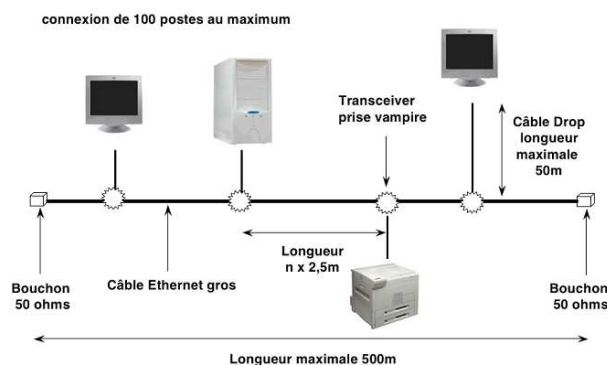 connexion de 100 postes au maximum
Transceiver
prise vampire
Câble Drop
longueur
maximale
50m
Bouchon
50 ohms
Câble Ethernet gros
Longueur
n x 2,5m
Bouchon
50 ohms
Longueur maximale 500m